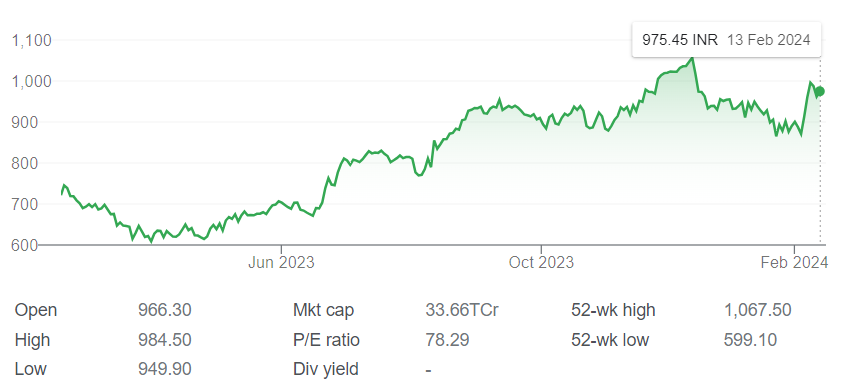 975.45 INR 13 Feb 2024
1,100
1,000
900
800
700
600
Jun 2023 Oct 2023 Feb 2024
Open 966.30 Mkt cap 33.66TCr 52-wk high 1,067.50
High 984.50 P/E ratio 78.29 52-wk low 599.10
Low 949.90 Div yield -